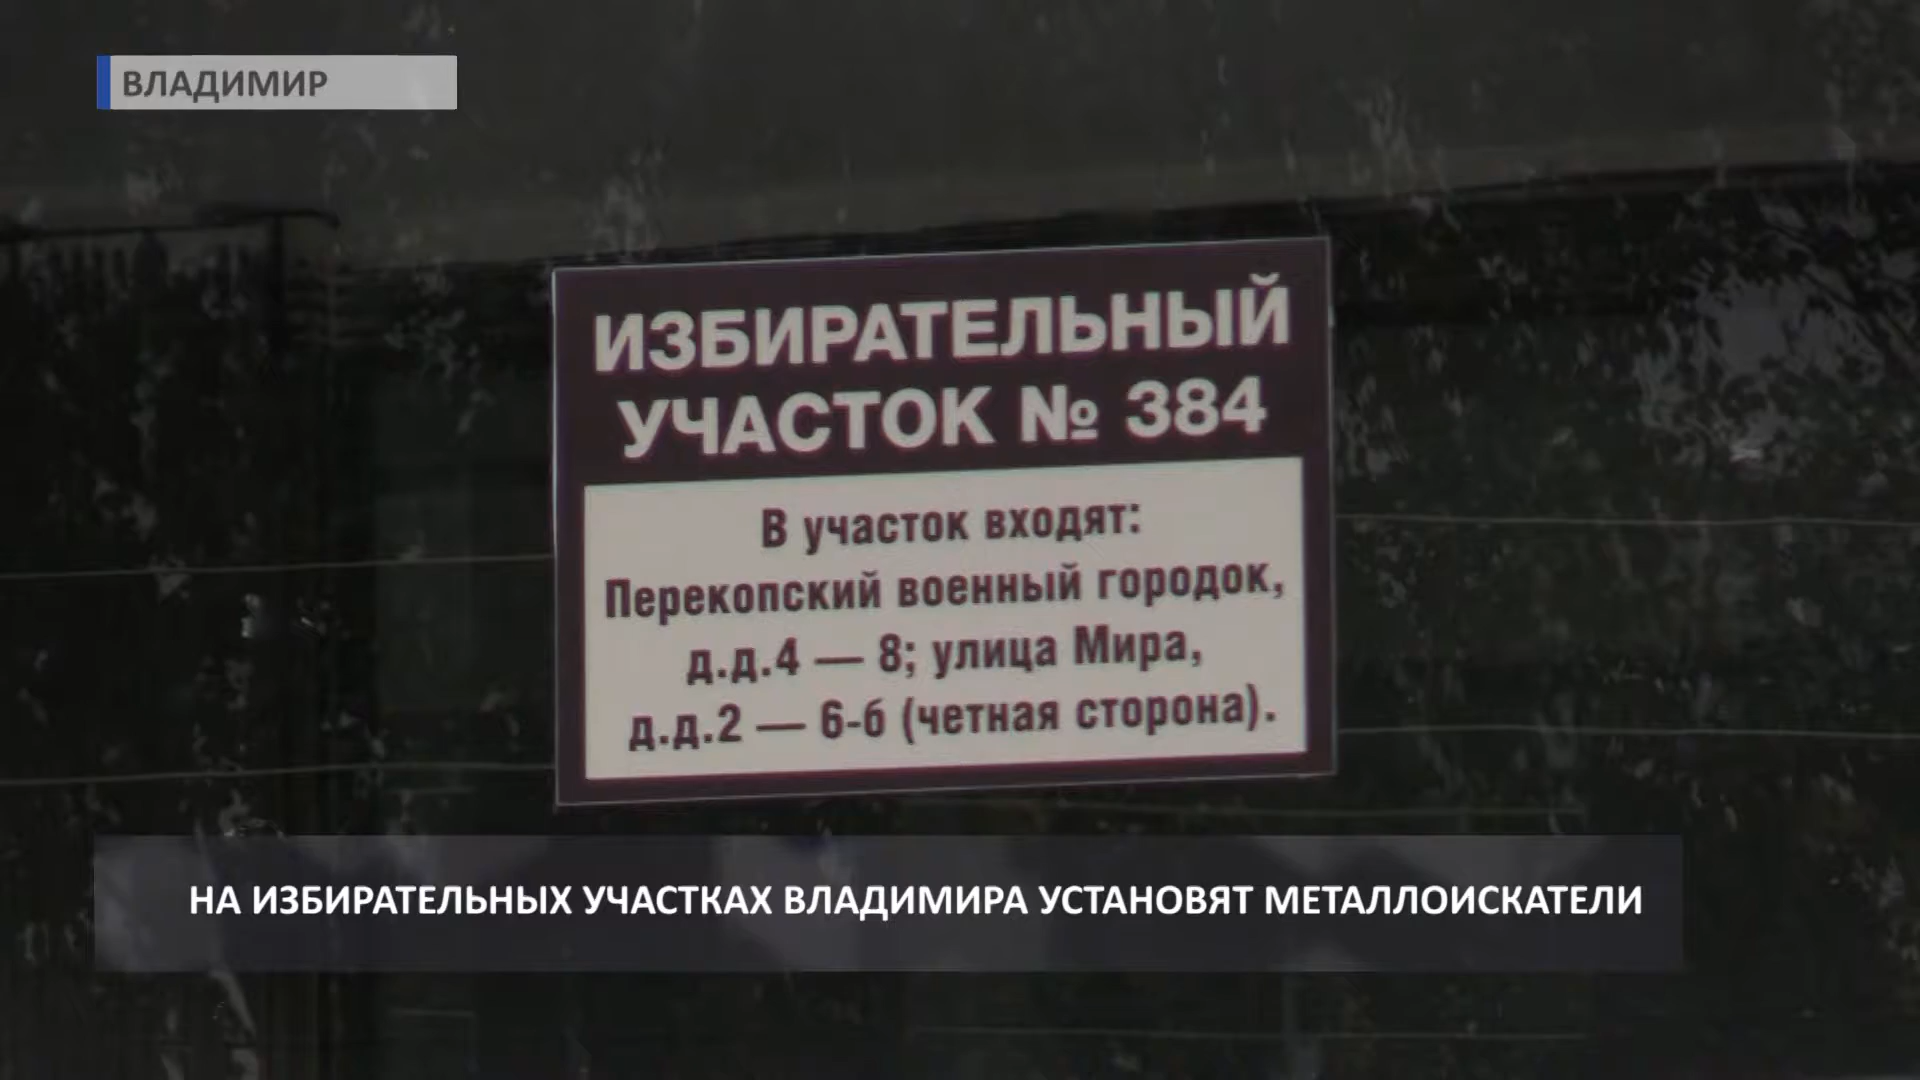 ВЛАДИМИР
ИЗБИРАТЕЛЬНЫЙ
УЧАСТОК № 384
В участок входят:
Перекопский военный городок,
д.д.4 — 8; улица Мира,
д.д.2 — 6-б (четная сторона).
НА ИЗБИРАТЕЛЬНЫХ УЧАСТКАХ ВЛАДИМИРА УСТАНОВЯТ МЕТАЛЛОИСКАТЕЛИ